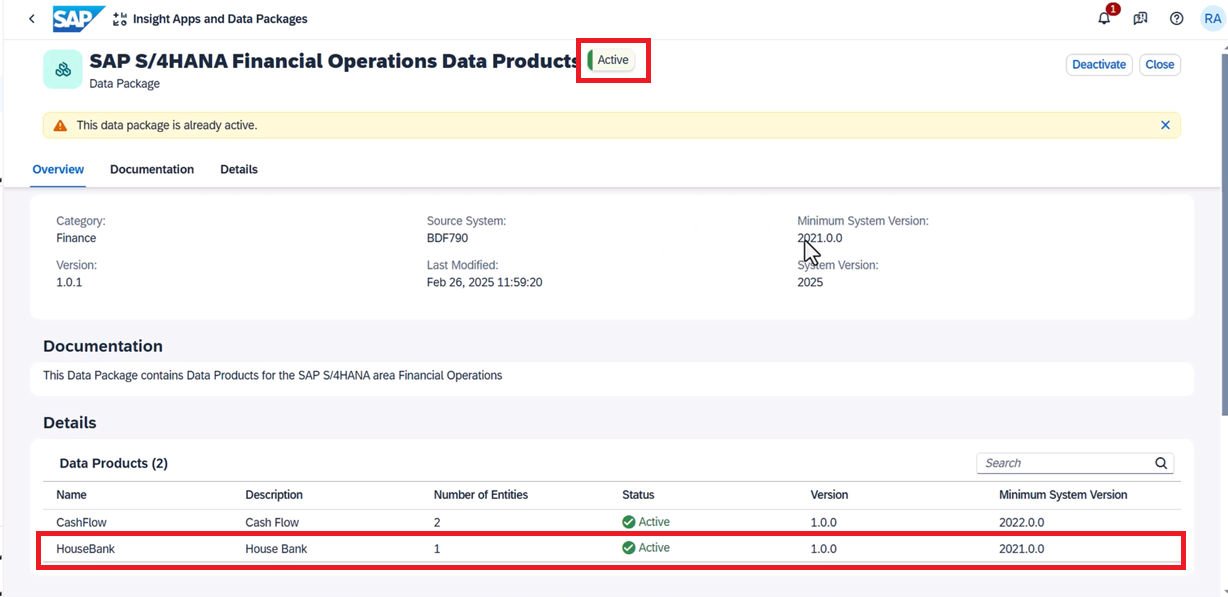 SAP Insight Apps and Data Packages 1 RA
SAP S/4HANA Financial Operations Data Products Active Deactivate Close
Data Package
This data package is already active.
Overview Documentation Details
Category: Source System: Minimum System Version:
Finance BDF790 2021.0.0
Version: Last Modified: System Version:
1.0.1 Feb 26, 2025 11:59:20 2025
Documentation
This Data Package contains Data Products for the SAP S/4HANA area Financial Operations
Details
Data Products (2) Search
Name Description Number of Entities Status Version Minimum System Version
CashFlow Cash Flow 2 Active 1.0.0 2022.0.0
HouseBank House Bank 1 Active 1.0.0 2021.0.0